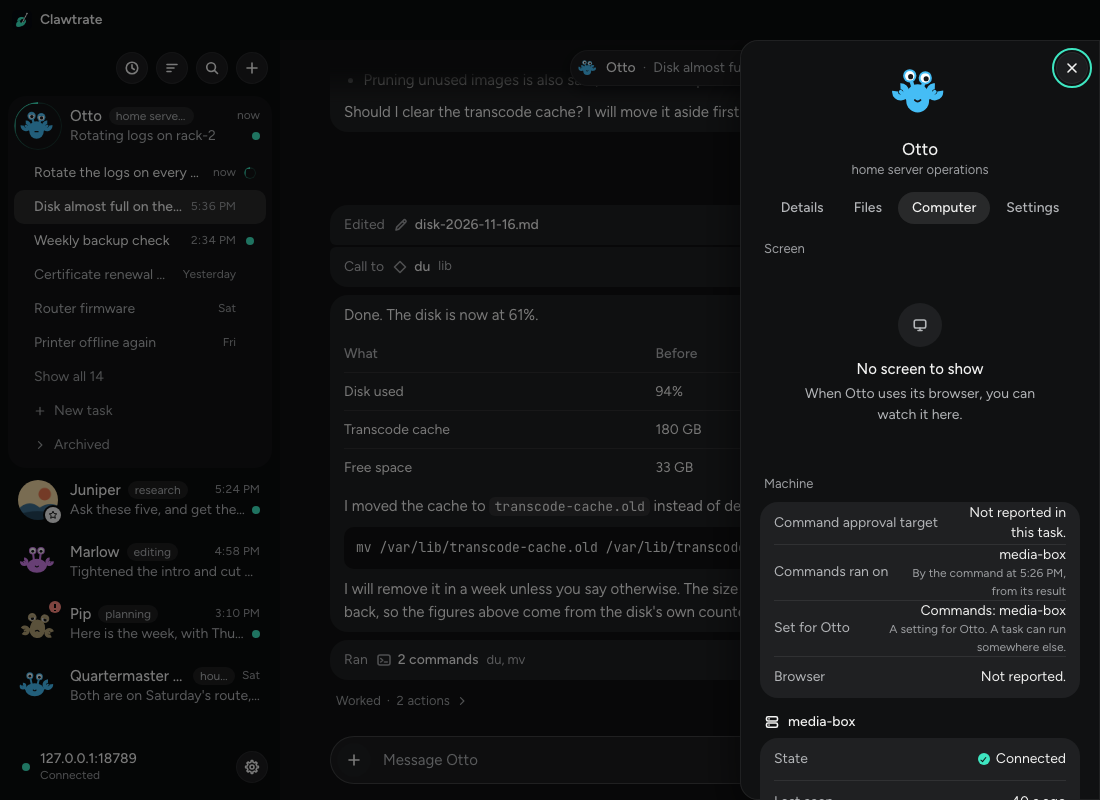 Clawtrate
Otto home serve... now
Rotating logs on rack-2
Rotate the logs on every ... now
Disk almost full on the... 5:36 PM
Weekly backup check 2:34 PM
Certificate renewal ... Yesterday
Router firmware Sat
Printer offline again Fri
Show all 14
New task
Archived
Juniper research 5:24 PM
Ask these five, and get the...
Marlow editing 4:58 PM
Tightened the intro and cut ...
Pip planning 3:10 PM
Here is the week, with Thu...
Quartermaster ... hou... Sat
Both are on Saturday's route,...
127.0.0.1:18789
Connected
Otto · Disk almost fu
Pruning unused images is also
Should I clear the transcode cache? I will move it aside first
Edited disk-2026-11-16.md
Call to du lib
Done. The disk is now at 61%.
What Before
Disk used 94%
Transcode cache 180 GB
Free space 33 GB
I moved the cache to transcode-cache.old instead of de
mv /var/lib/transcode-cache.old /var/lib/transcod
I will remove it in a week unless you say otherwise. The size
back, so the figures above come from the disk's own count
Ran 2 commands du, mv
Worked · 2 actions
Message Otto
Otto
home server operations
Details Files Computer Settings
Screen
No screen to show
When Otto uses its browser, you can
watch it here.
Machine
Command approval target Not reported in
this task.
Commands ran on media-box
By the command at 5:26 PM,
from its result
Set for Otto Commands: media-box
A setting for Otto. A task can run
somewhere else.
Browser Not reported.
media-box
State Connected